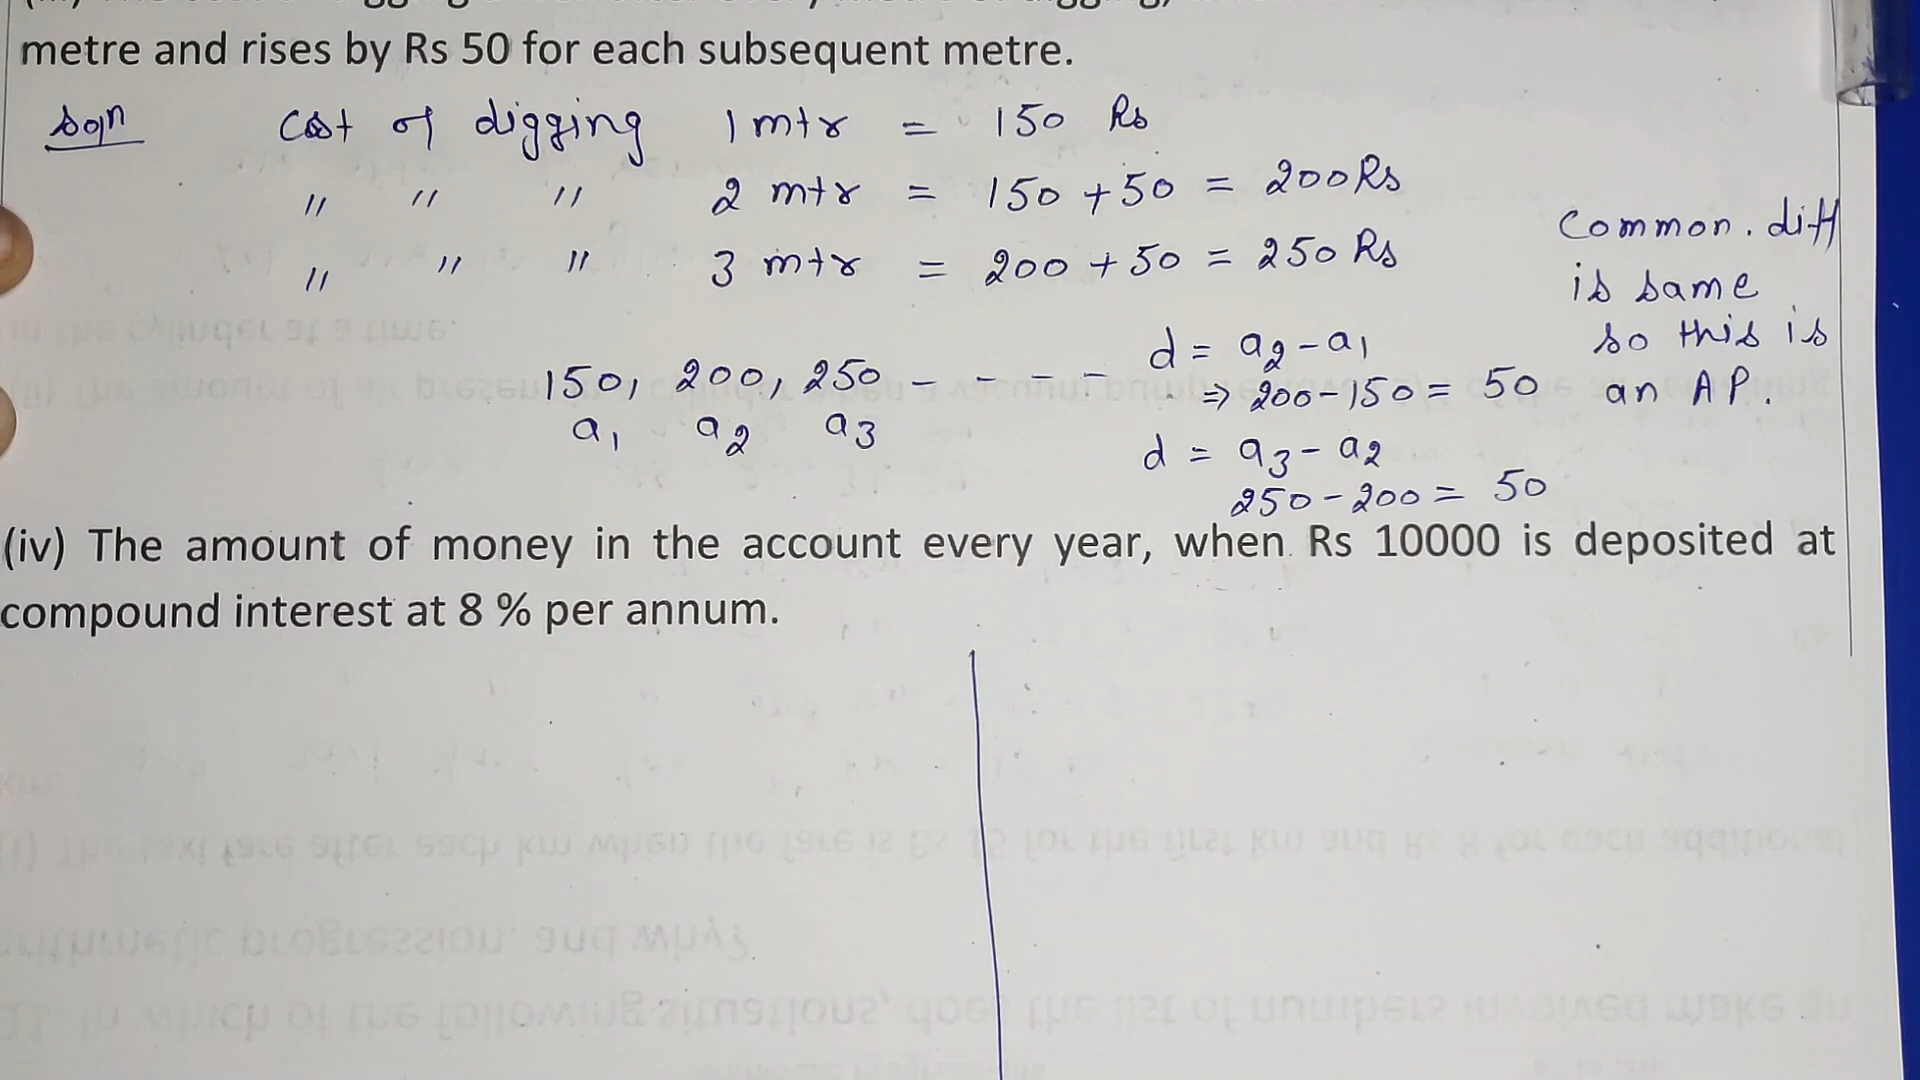 metre and rises by Rs 50 for each subsequent metre.
Soln Cost of digging 1 mtr = 150 Rs
" " " 2 mtr = 150 + 50 = 200 Rs
" " " 3 mtr = 200 + 50 = 250 Rs
150, 200, 250 - - - -
a1 a2 a3
d = a2 - a1
⇒ 200 - 150 = 50
d = a3 - a2
250 - 200 = 50
Common. diff
is same
so this is
an AP.
(iv) The amount of money in the account every year, when Rs 10000 is deposited at
compound interest at 8 % per annum.